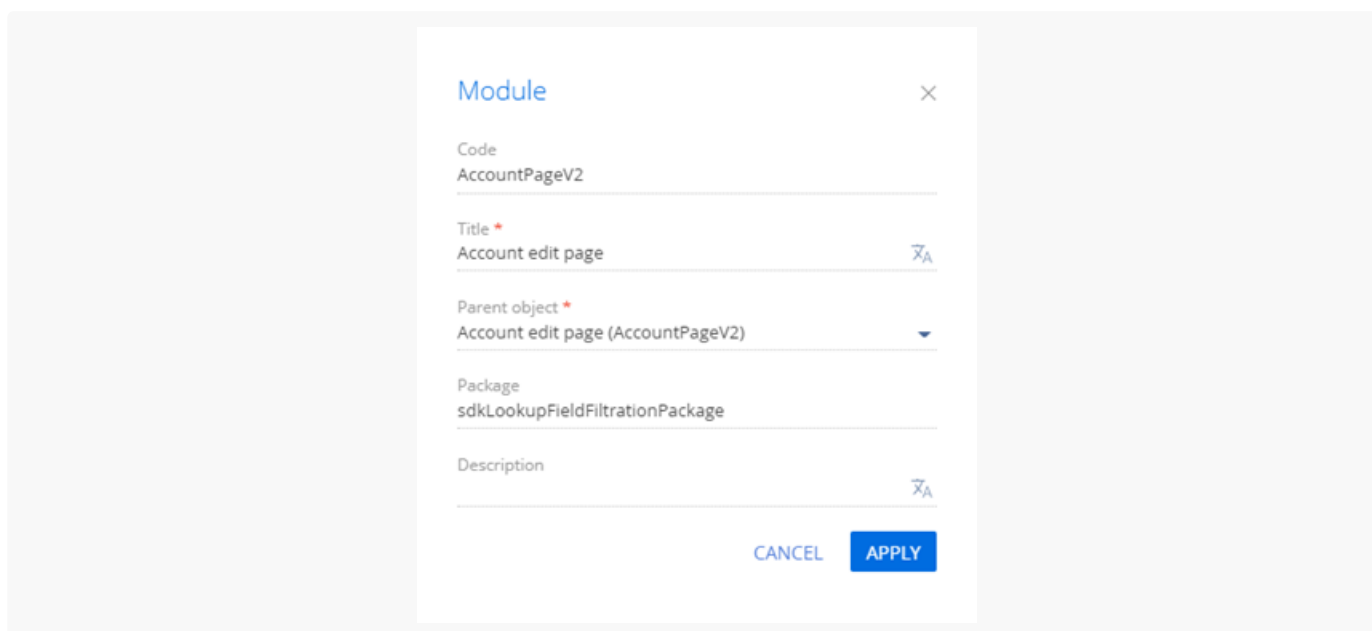 Module
Code
AccountPageV2
Title *
Account edit page
Parent object *
Account edit page (AccountPageV2)
Package
sdkLookupFieldFiltrationPackage
Description
CANCEL APPLY